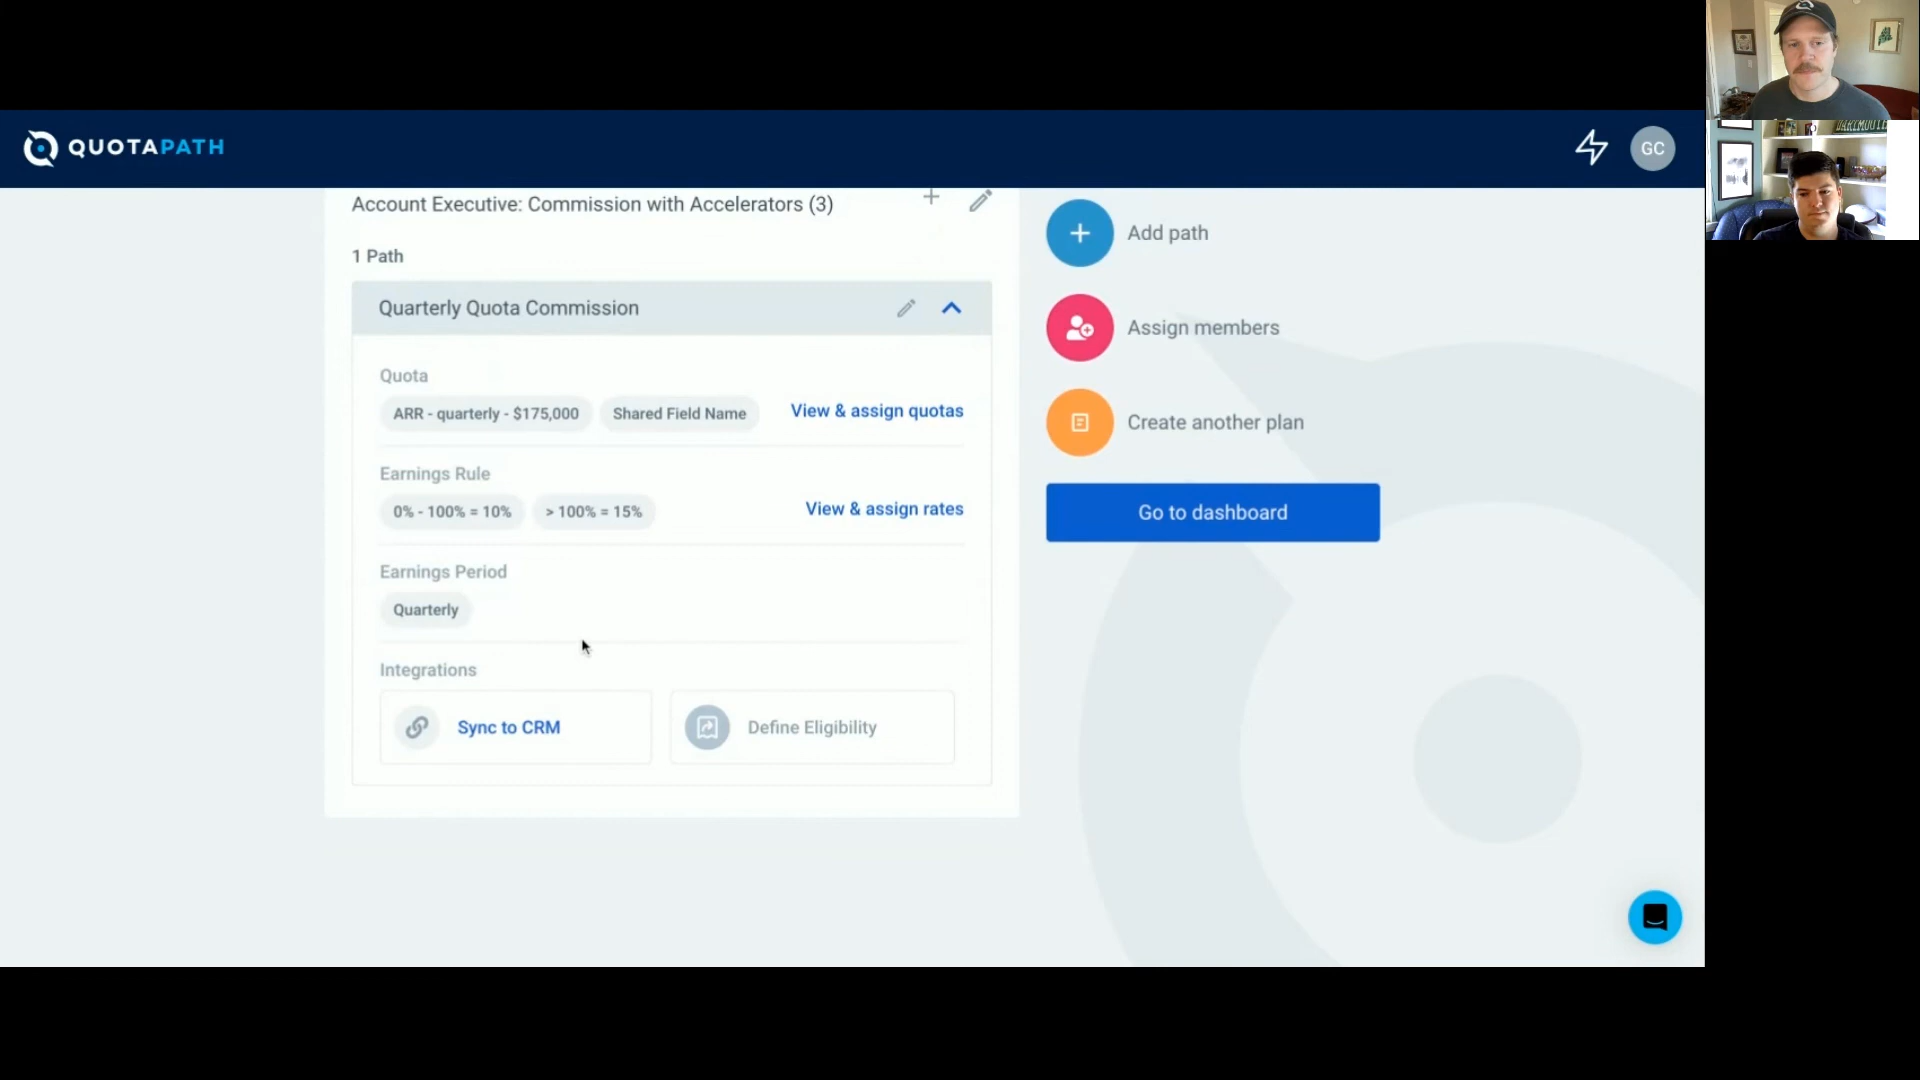 QUOTAPATH
GC
DARTMOUTH
Account Executive: Commission with Accelerators (3)
1 Path
Quarterly Quota Commission
Quota
ARR - quarterly - $175,000
Shared Field Name
View & assign quotas
Earnings Rule
0% - 100% = 10%
> 100% = 15%
View & assign rates
Earnings Period
Quarterly
Integrations
Sync to CRM
Define Eligibility
Add path
Assign members
Create another plan
Go to dashboard